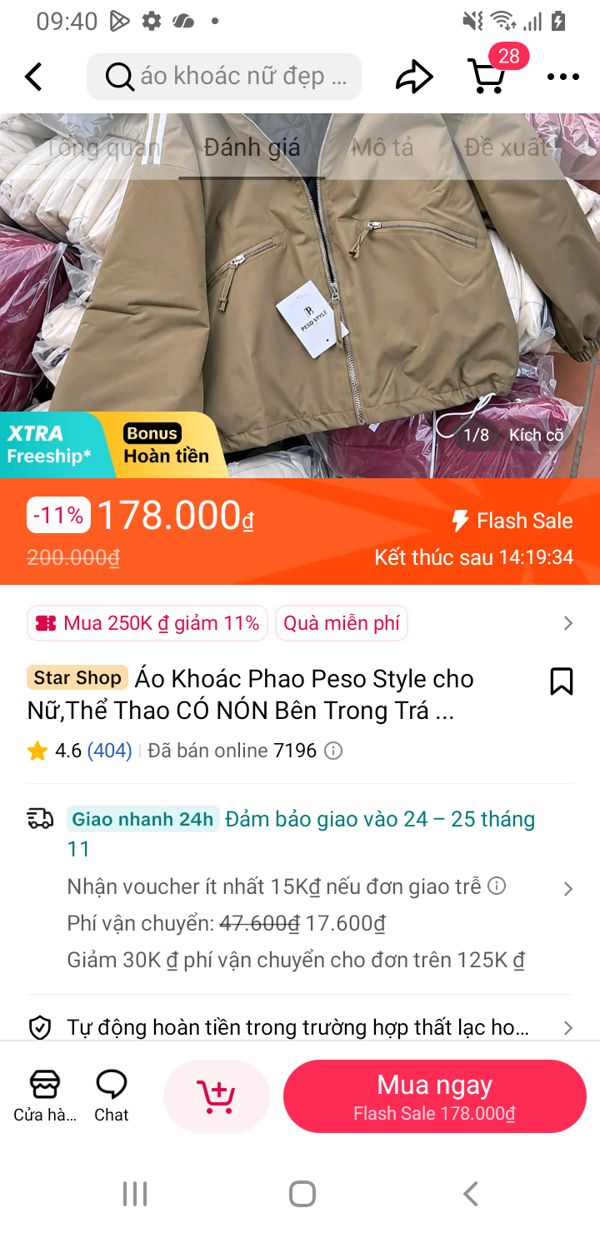 09:40
28
áo khoác nữ đẹp ...
Tổng quan Đánh giá Mô tả Đề xuất
PESO STYLE
XTRA Freeship*
Bonus Hoàn tiền
1/8 Kích cỡ
-11% 178.000₫
Flash Sale
200.000₫
Kết thúc sau 14:19:34
Mua 250K ₫ giảm 11% Quà miễn phí
Star Shop Áo Khoác Phao Peso Style cho
Nữ,Thể Thao CÓ NÓN Bên Trong Trá ...
4.6 (404) Đã bán online 7196
Giao nhanh 24h Đảm bảo giao vào 24 – 25 tháng
11
Nhận voucher ít nhất 15K₫ nếu đơn giao trễ
Phí vận chuyển: 47.600₫ 17.600₫
Giảm 30K ₫ phí vận chuyển cho đơn trên 125K ₫
Tự động hoàn tiền trong trường hợp thất lạc ho...
Cửa hà... Chat
Mua ngay
Flash Sale 178.000₫